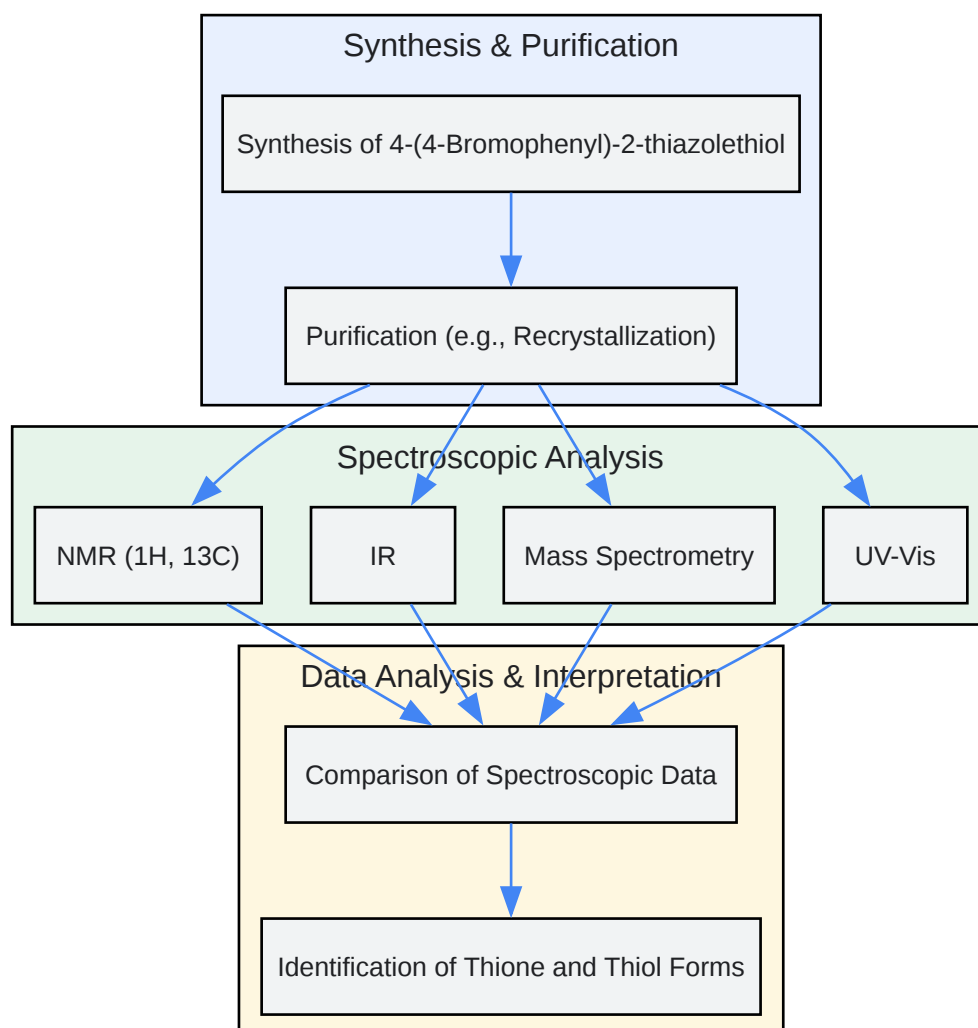 Synthesis & Purification
Synthesis of 4-(4-Bromophenyl)-2-thiazolethiol
Purification (e.g., Recrystallization)
Spectroscopic Analysis
NMR (1H, 13C)
IR
Mass Spectrometry
UV-Vis
Data Analysis & Interpretation
Comparison of Spectroscopic Data
Identification of Thione and Thiol Forms